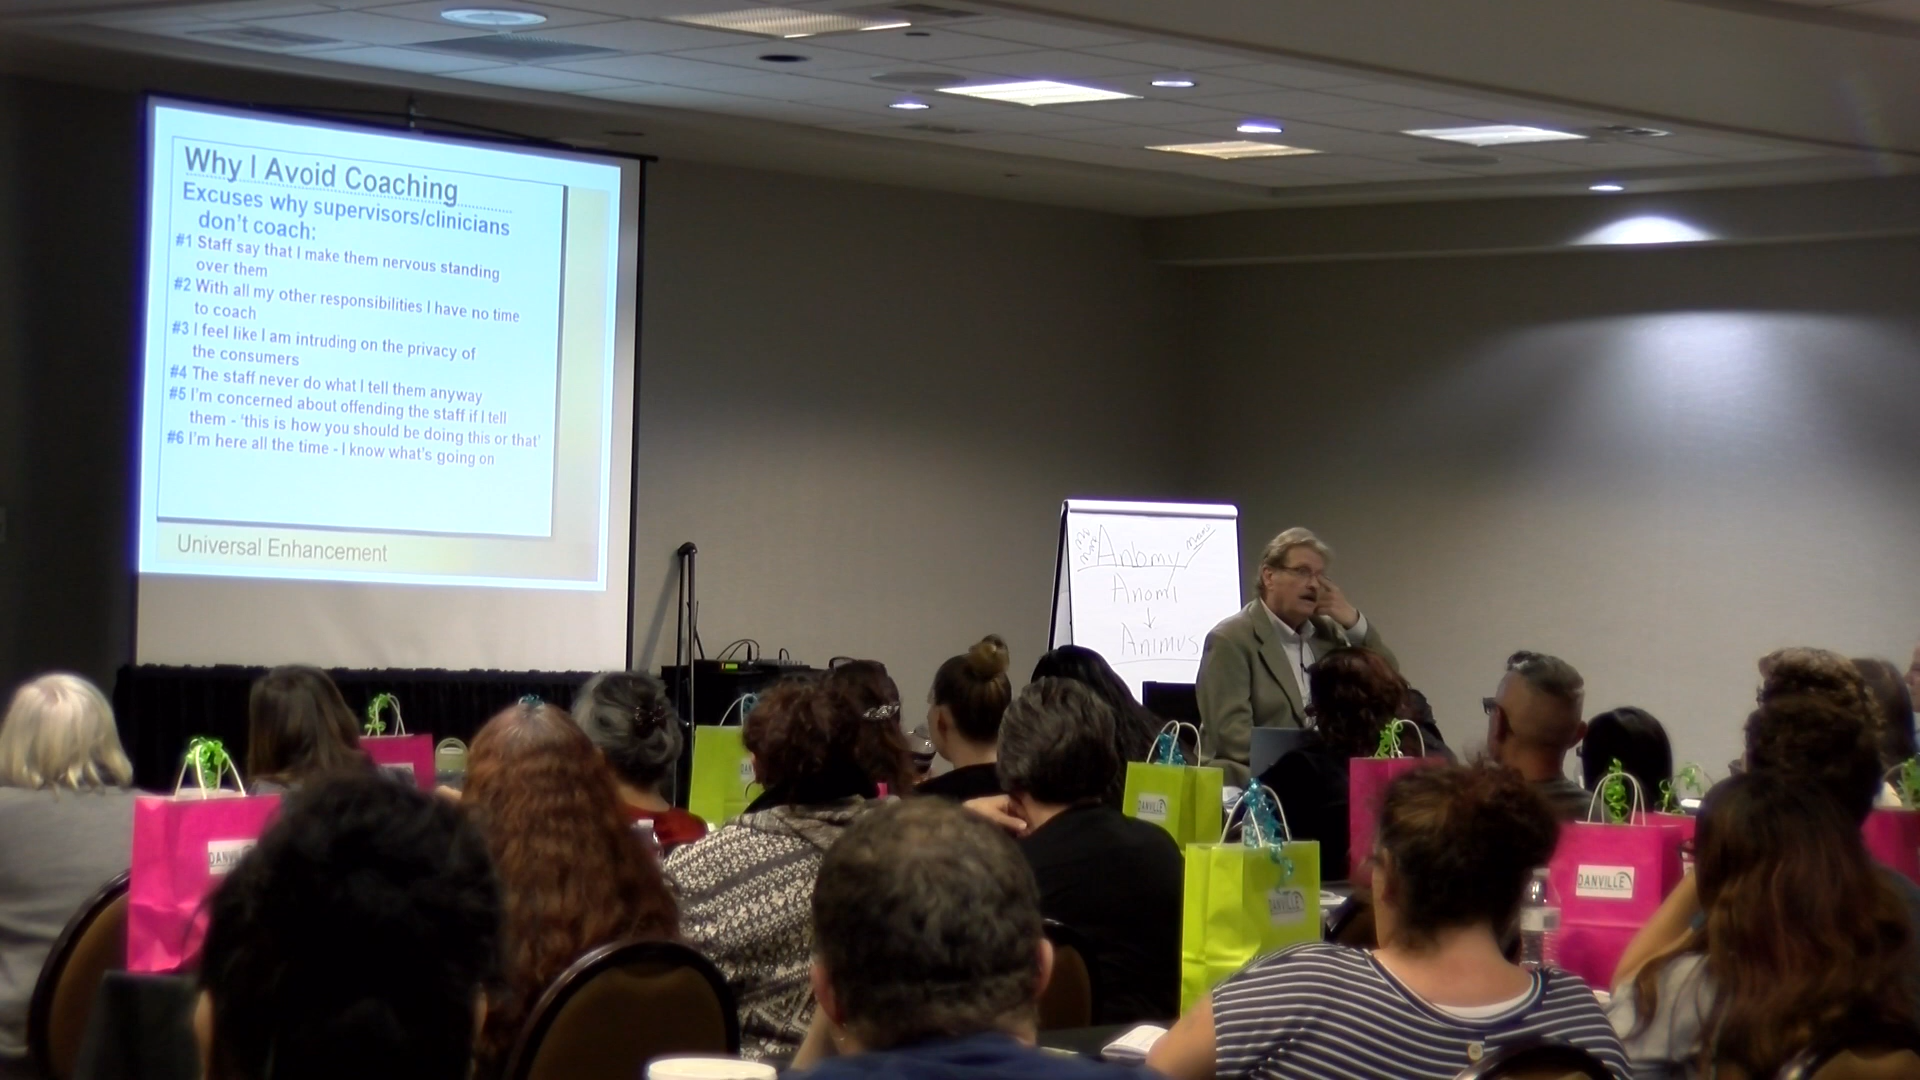 Why I Avoid Coaching
Excuses why supervisors/clinicians
don't coach:
#1 Staff say that I make them nervous standing
over them
#2 With all my other responsibilities I have no time
to coach
#3 I feel like I am intruding on the privacy of
the consumers
#4 The staff never do what I tell them anyway
#5 I'm concerned about offending the staff if I tell
them - 'this is how you should be doing this or that'
#6 I'm here all the time - I know what's going on
Universal Enhancement
Anomy
Anomi
Animus
DANVILLE
DANVILLE
DANVILLE